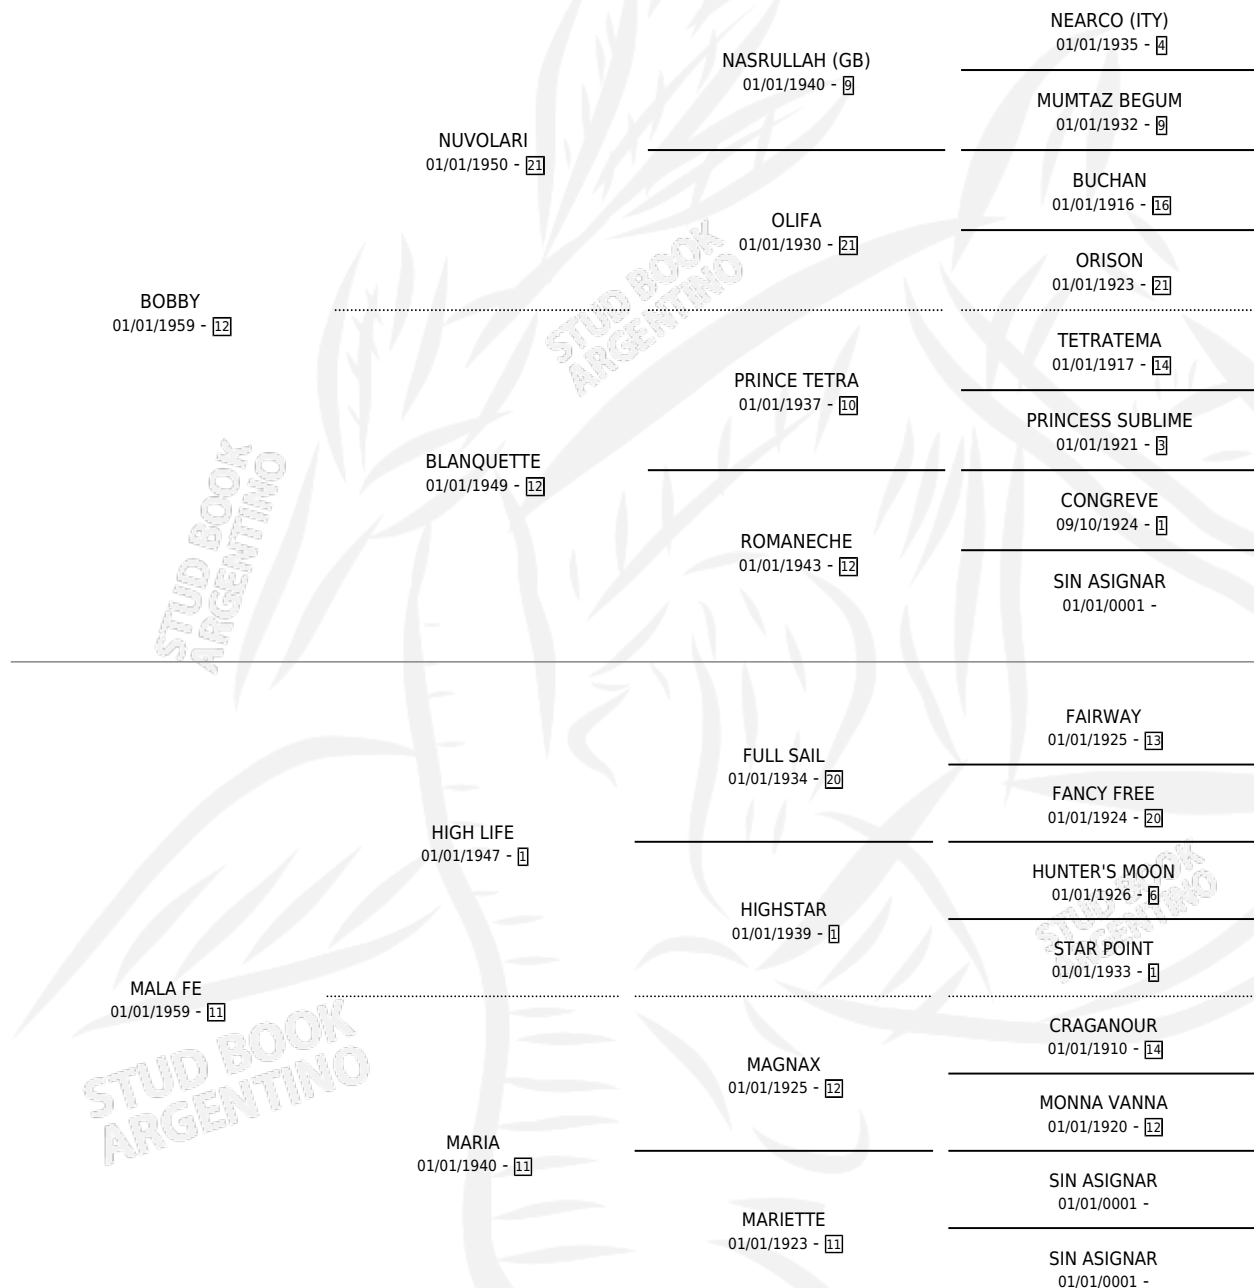 NEARCO (ITY)
01/01/1935 - 4
NASRULLAH (GB)
01/01/1940 - 9
MUMTAZ BEGUM
01/01/1932 - 9
NUVOLARI
01/01/1950 - 21
BUCHAN
01/01/1916 - 16
OLIFA
01/01/1930 - 21
ORISON
01/01/1923 - 21
BOBBY
01/01/1959 - 12
TETRATEMA
01/01/1917 - 14
PRINCE TETRA
01/01/1937 - 10
PRINCESS SUBLIME
01/01/1921 - 3
BLANQUETTE
01/01/1949 - 12
CONGREVE
09/10/1924 - 1
ROMANECHE
01/01/1943 - 12
SIN ASIGNAR
01/01/0001 -
STUD BOOK
ARGENTINO
STUD BOOK
ARGENTINO
FAIRWAY
01/01/1925 - 13
FULL SAIL
01/01/1934 - 20
FANCY FREE
01/01/1924 - 20
HIGH LIFE
01/01/1947 - 1
HUNTER'S MOON
01/01/1926 - 6
HIGHSTAR
01/01/1939 - 1
STAR POINT
01/01/1933 - 1
MALA FE
01/01/1959 - 11
CRAGANOUR
01/01/1910 - 14
MAGNAX
01/01/1925 - 12
MONNA VANNA
01/01/1920 - 12
MARIA
01/01/1940 - 11
SIN ASIGNAR
01/01/0001 -
MARIETTE
01/01/1923 - 11
SIN ASIGNAR
01/01/0001 -
STUD BOOK
ARGENTINO
STUD BOOK
ARGENTINO